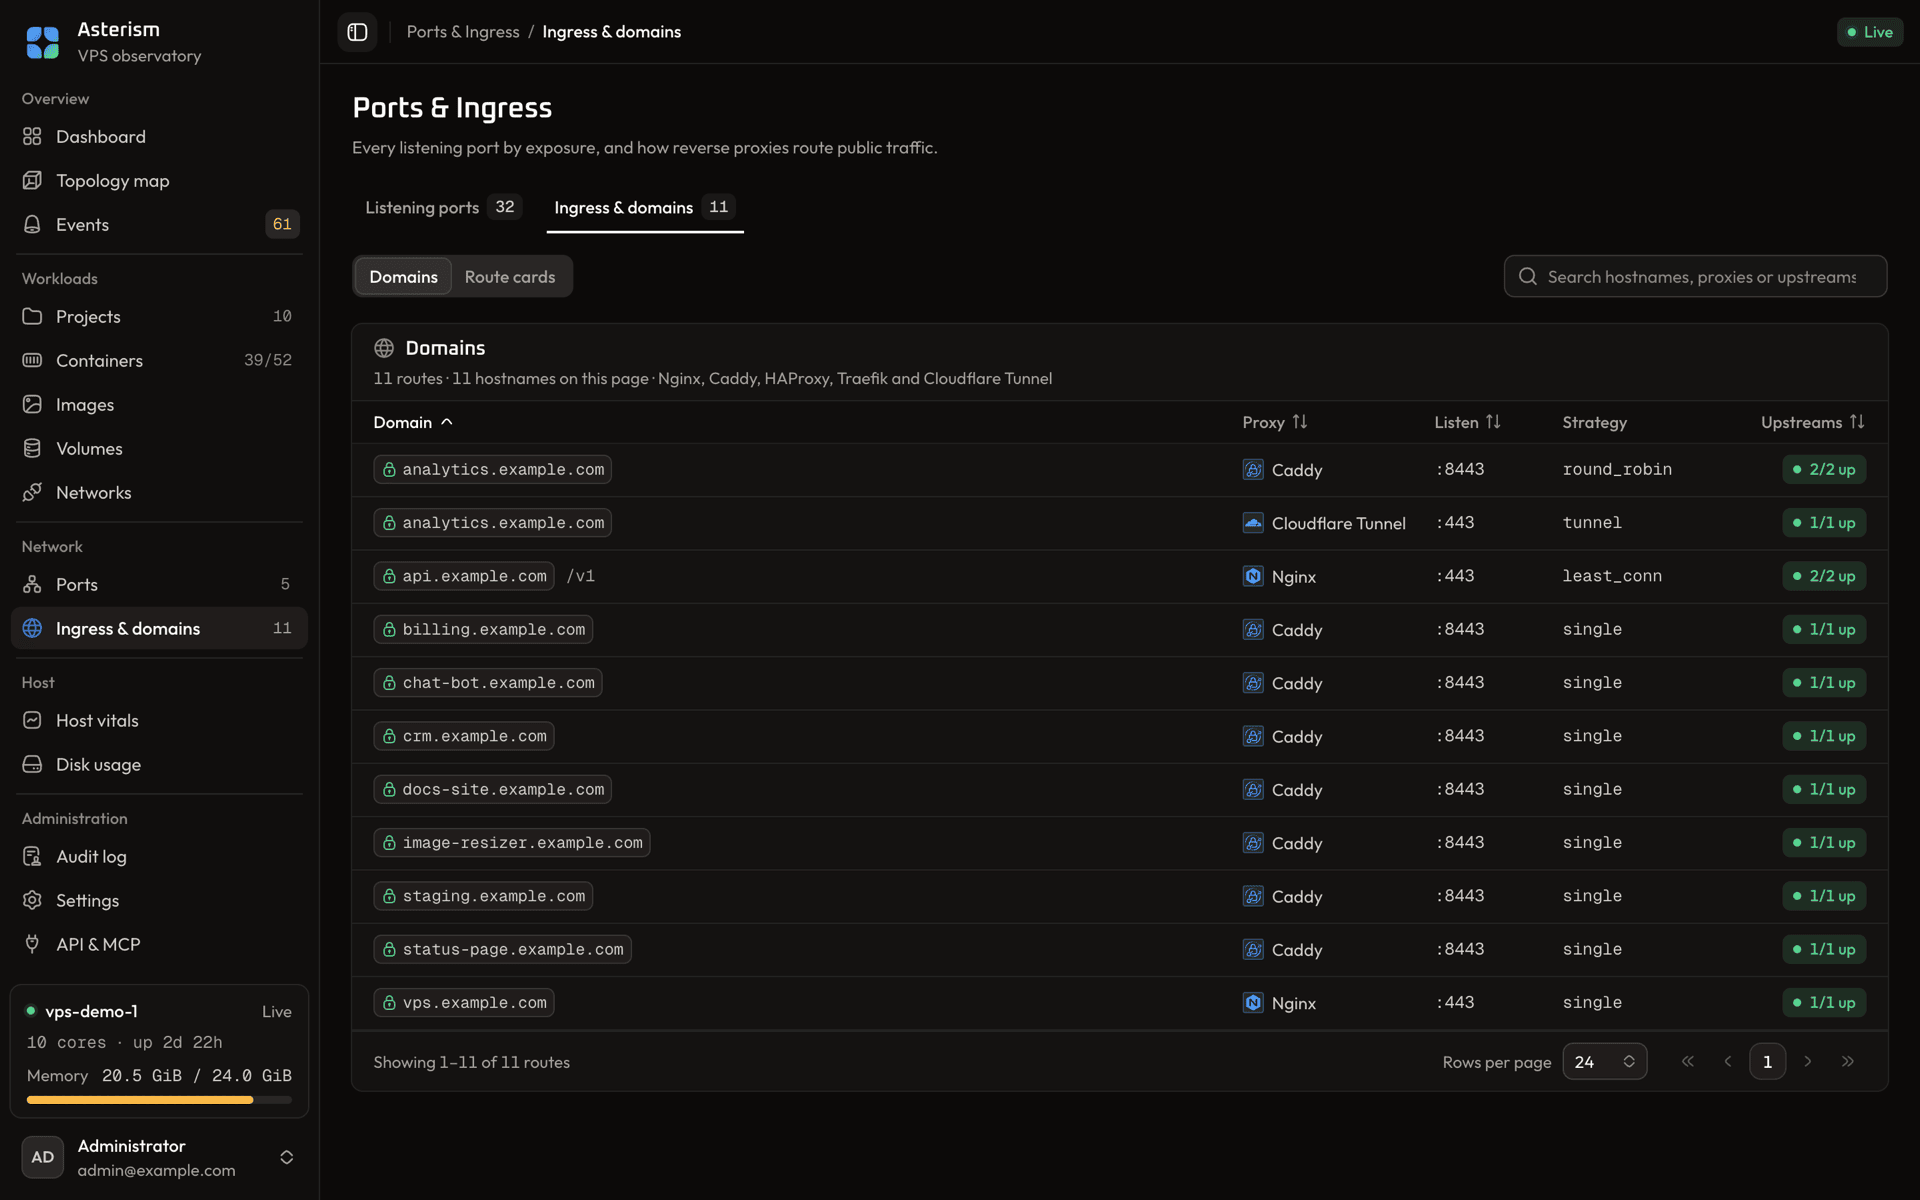 Asterism
VPS observatory
Overview
Dashboard
Topology map
Events 61
Workloads
Projects 10
Containers 39/52
Images
Volumes
Networks
Network
Ports 5
Ingress & domains 11
Host
Host vitals
Disk usage
Administration
Audit log
Settings
API & MCP
vps-demo-1 Live
10 cores · up 2d 22h
Memory 20.5 GiB / 24.0 GiB
AD
Administrator
admin@example.com
Ports & Ingress / Ingress & domains
Live
Ports & Ingress
Every listening port by exposure, and how reverse proxies route public traffic.
Listening ports 32 Ingress & domains 11
Domains Route cards
Search hostnames, proxies or upstreams
Domains
11 routes · 11 hostnames on this page · Nginx, Caddy, HAProxy, Traefik and Cloudflare Tunnel
Domain Proxy Listen Strategy Upstreams
analytics.example.com Caddy :8443 round_robin 2/2 up
analytics.example.com Cloudflare Tunnel :443 tunnel 1/1 up
api.example.com /v1 Nginx :443 least_conn 2/2 up
billing.example.com Caddy :8443 single 1/1 up
chat-bot.example.com Caddy :8443 single 1/1 up
crm.example.com Caddy :8443 single 1/1 up
docs-site.example.com Caddy :8443 single 1/1 up
image-resizer.example.com Caddy :8443 single 1/1 up
staging.example.com Caddy :8443 single 1/1 up
status-page.example.com Caddy :8443 single 1/1 up
vps.example.com Nginx :443 single 1/1 up
Showing 1–11 of 11 routes
Rows per page 24 « ‹ 1 › »